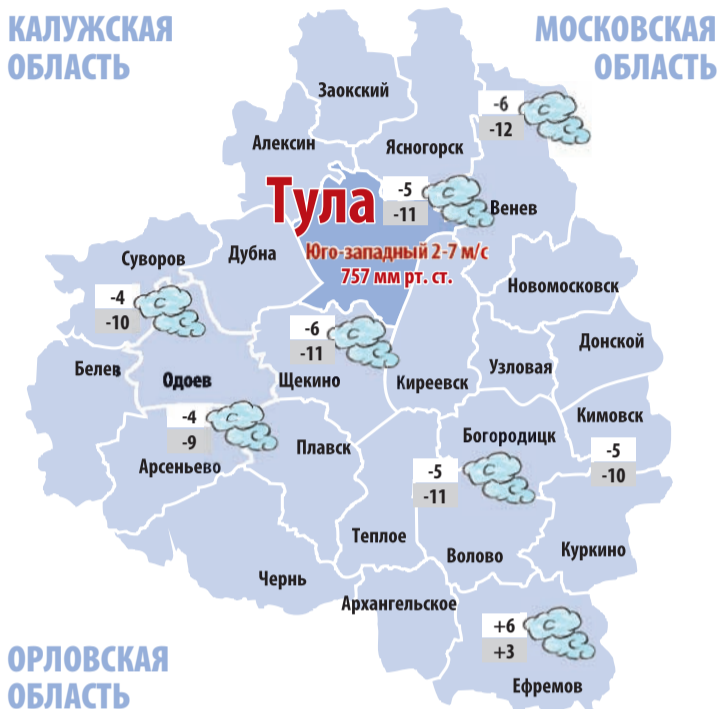 КАЛУЖСКАЯ
ОБЛАСТЬ
МОСКОВСКАЯ
ОБЛАСТЬ
Заокский
-6
-12
Алексин
Ясногорск
Тула
-5
-11
Венев
Юго-западный 2-7 м/с
757 мм рт. ст.
Суворов
Дубна
-4
-10
Новомосковск
-6
-11
Донской
Белев
Одоев
Щекино
Киреевск
Узловая
-4
-9
Арсеньево
Плавск
Богородицк
Кимовск
-5
-10
-5
-11
Теплое
Волово
Куркино
Чернь
Архангельское
+6
+3
Ефремов
ОРЛОВСКАЯ
ОБЛАСТЬ